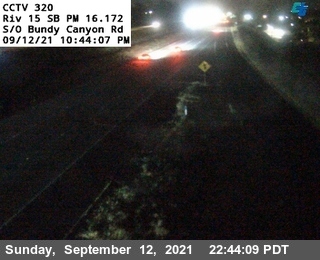 CCTV 320
Riv 15 SB PM 16.172
S/O Bundy Canyon Rd
09/12/21 10:44:07 PM
Sunday, September 12, 2021 22:44:09 PDT